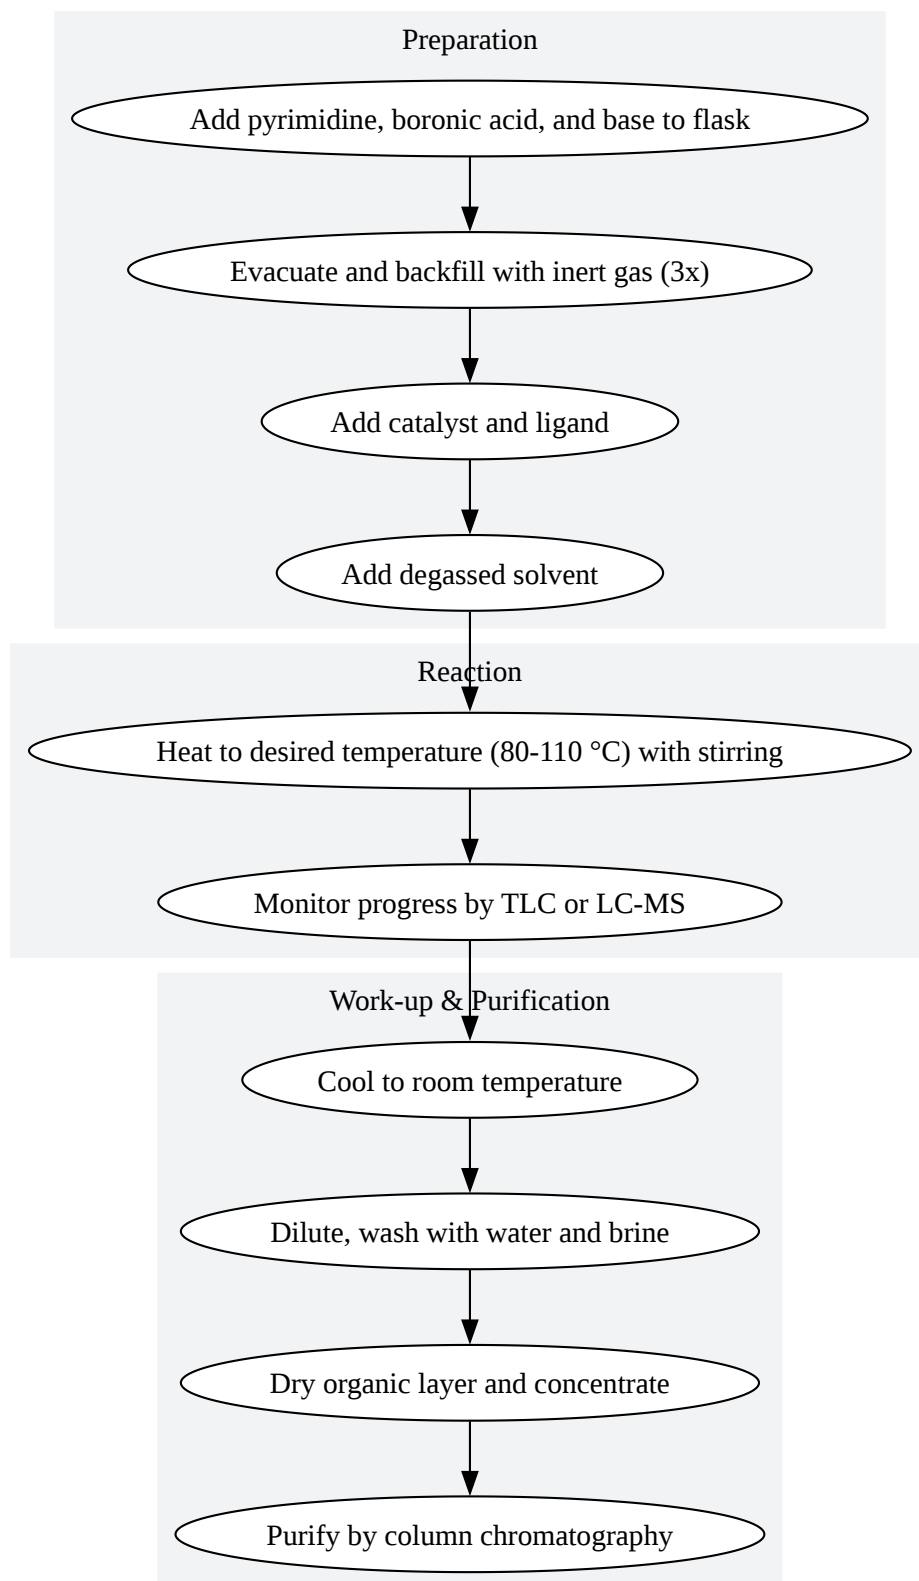 Preparation
Add pyrimidine, boronic acid, and base to flask
Evacuate and backfill with inert gas (3x)
Add catalyst and ligand
Add degassed solvent
Reaction
Heat to desired temperature (80-110 °C) with stirring
Monitor progress by TLC or LC-MS
Work-up & Purification
Cool to room temperature
Dilute, wash with water and brine
Dry organic layer and concentrate
Purify by column chromatography